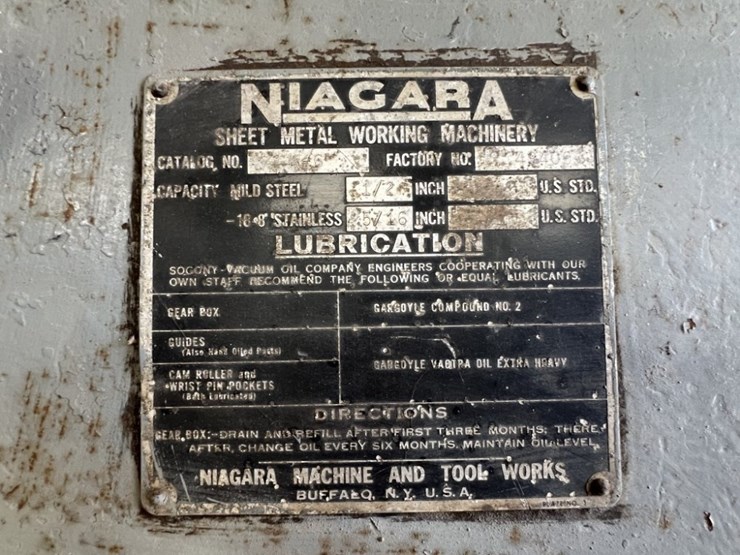 NIAGARA
SHEET METAL WORKING MACHINERY
CATALOG NO. FACTORY NO.
CAPACITY MILD STEEL INCH U.S STD.
-18-8 STAINLESS INCH U.S. STD.
LUBRICATION
SOCONY-VACUUM OIL COMPANY ENGINEERS COOPERATING WITH OUR
OWN STAFF RECOMMEND THE FOLLOWING OR EQUAL LUBRICANTS.
GEAR BOX GARGOYLE COMPOUND NO. 2
GUIDES
(Also Hand Oiled Parts)
GARGOYLE VACTRA OIL EXTRA HEAVY
CAM ROLLER and
WRIST PIN POCKETS
(Bath Lubricated)
DIRECTIONS
GEAR BOX:-DRAIN AND REFILL AFTER FIRST THREE MONTHS; THERE-
AFTER, CHANGE OIL EVERY SIX MONTHS. MAINTAIN OIL LEVEL.
NIAGARA MACHINE AND TOOL WORKS
BUFFALO, N.Y. U.S.A.